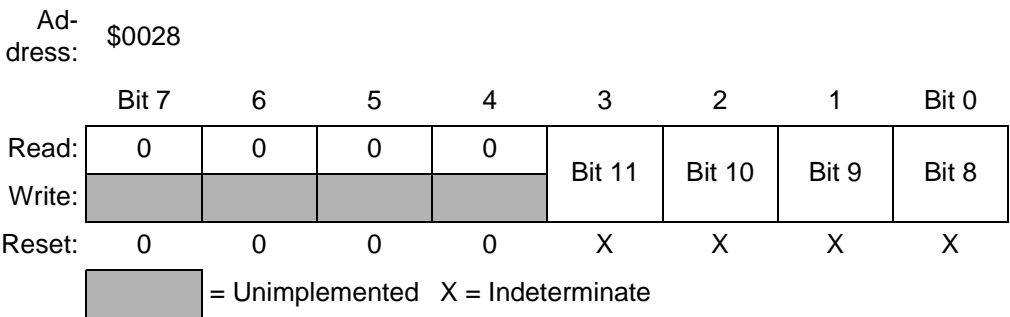 Ad-
dress: $0028
Bit 7 6 5 4 3 2 1 Bit 0
Read: 0 0 0 0 Bit 11 Bit 10 Bit 9 Bit 8
Write:
Reset: 0 0 0 0 X X X X
= Unimplemented X = Indeterminate